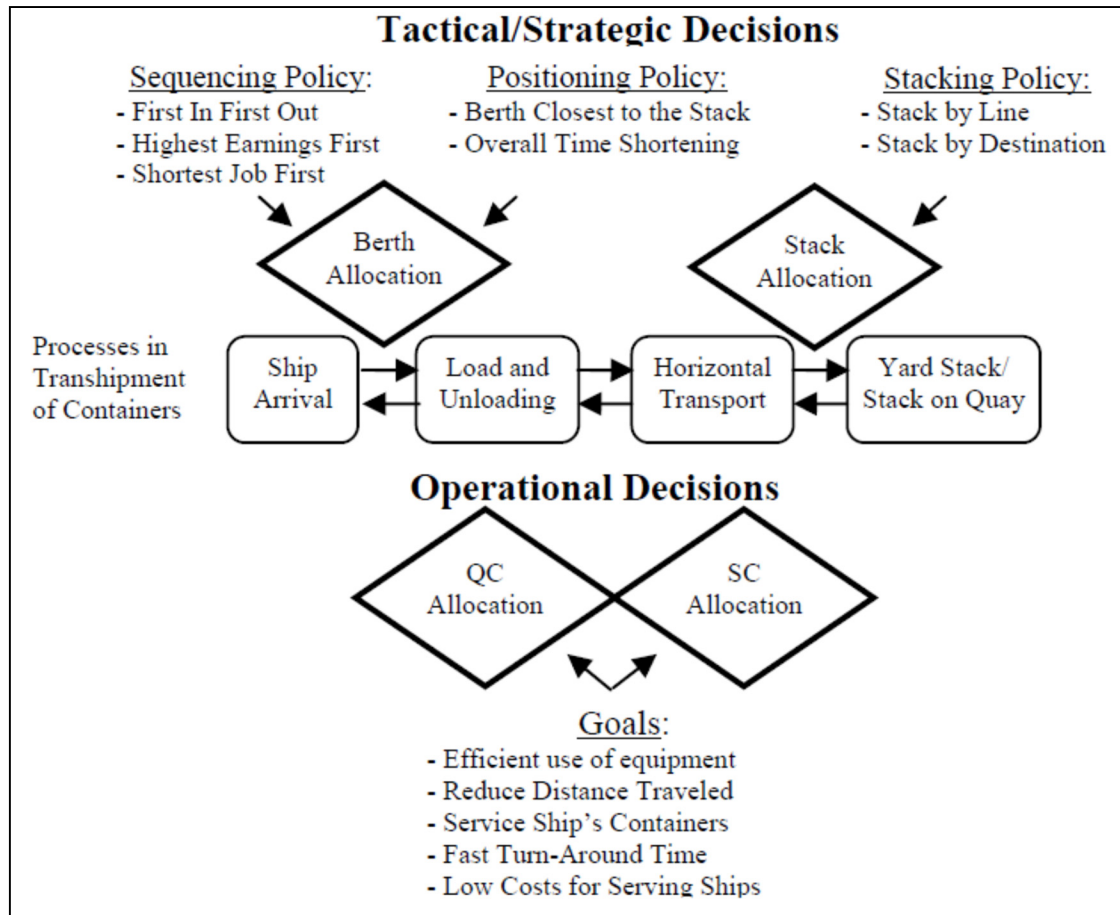 Tactical/Strategic Decisions
Sequencing Policy:
- First In First Out
- Highest Earnings First
- Shortest Job First
Positioning Policy:
- Berth Closest to the Stack
- Overall Time Shortening
Stacking Policy:
- Stack by Line
- Stack by Destination
Berth
Allocation
Stack
Allocation
Processes in
Transhipment
of Containers
Ship
Arrival
Load and
Unloading
Horizontal
Transport
Yard Stack/
Stack on Quay
Operational Decisions
QC
Allocation
SC
Allocation
Goals:
- Efficient use of equipment
- Reduce Distance Traveled
- Service Ship's Containers
- Fast Turn-Around Time
- Low Costs for Serving Ships